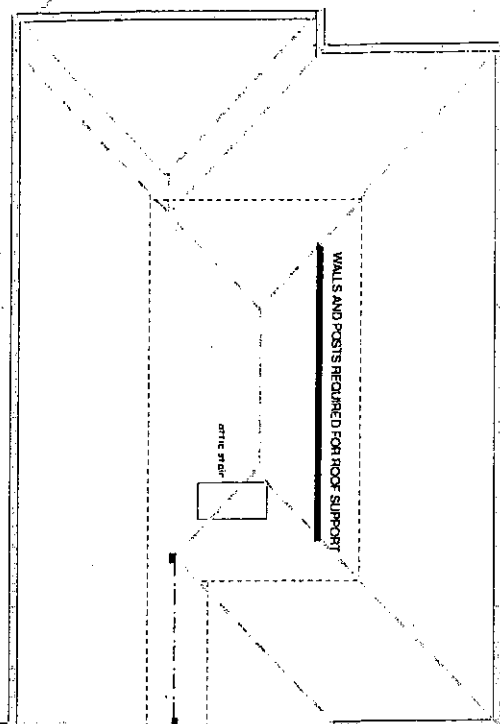 WALLS AND POSTS REQUIRED FOR ROOF SUPPORT
attic stair